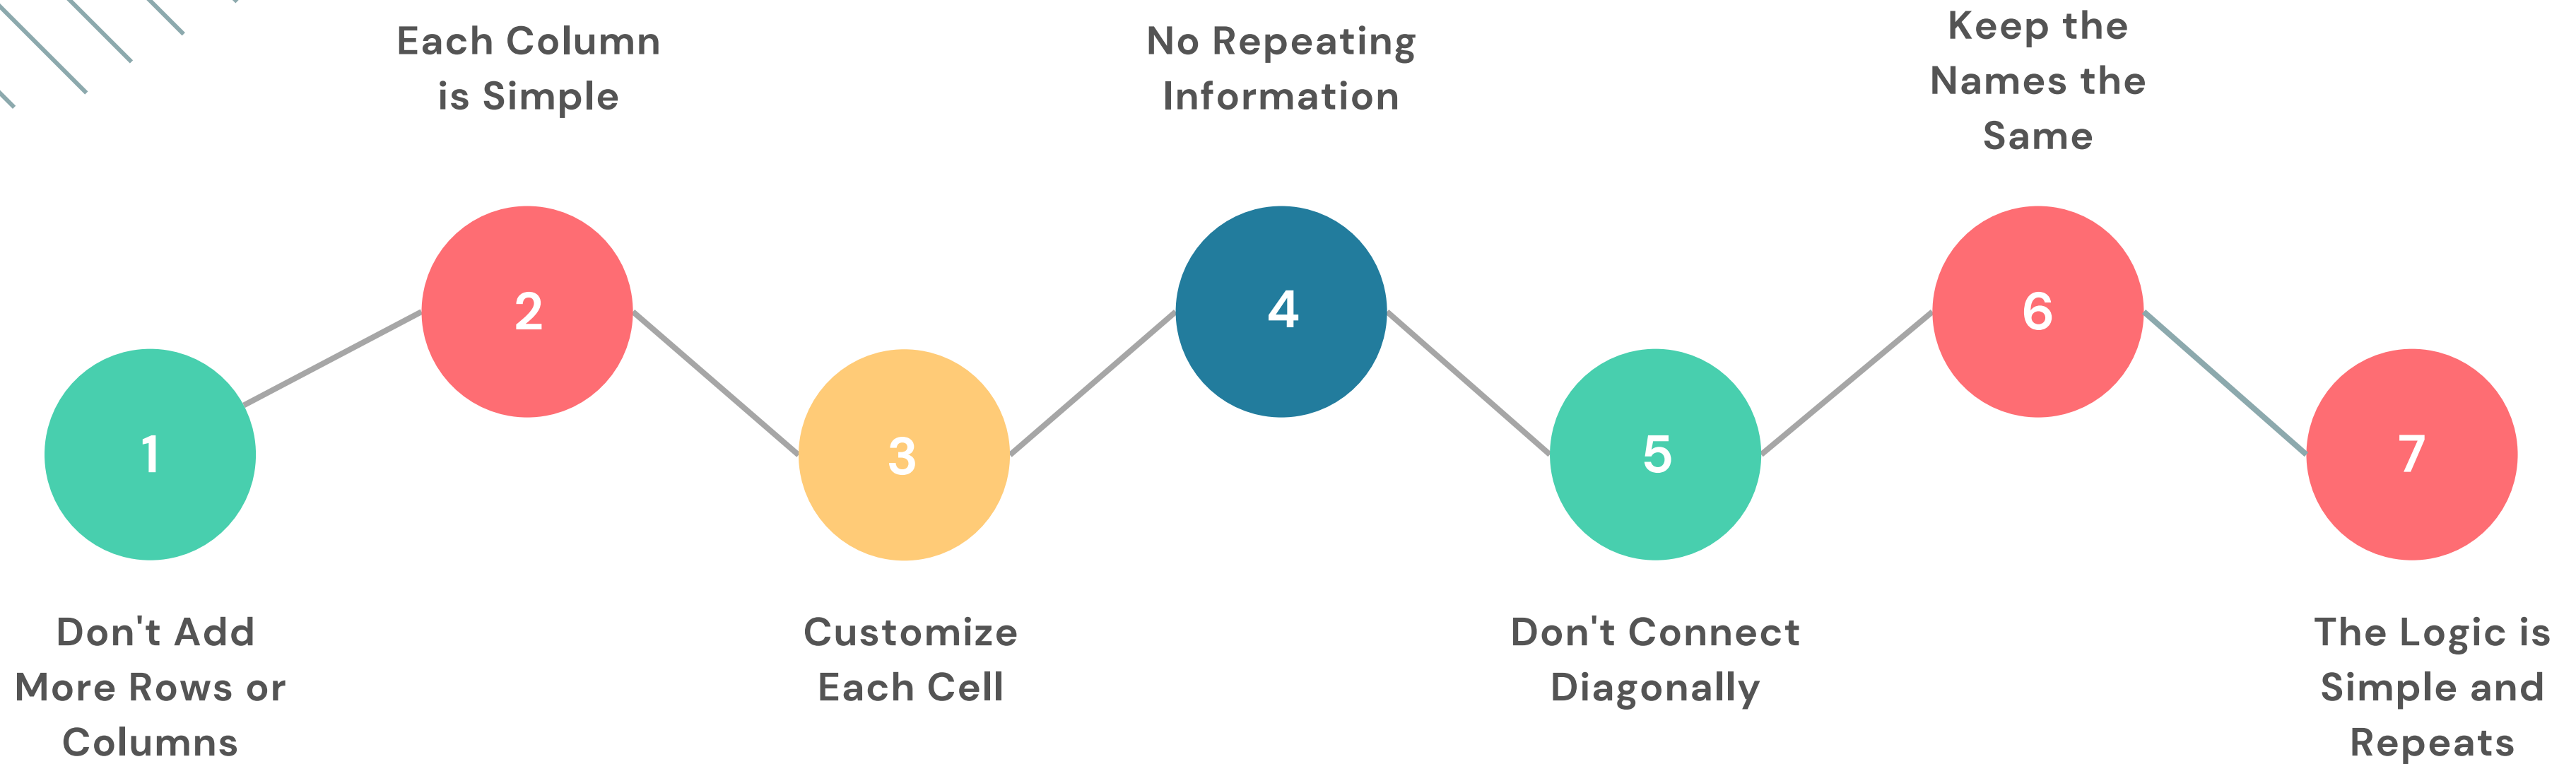 1
Don't Add
More Rows or
Columns
Each Column
is Simple
2
3
Customize
Each Cell
No Repeating
Information
4
5
Don't Connect
Diagonally
Keep the
Names the
Same
6
7
The Logic is
Simple and
Repeats